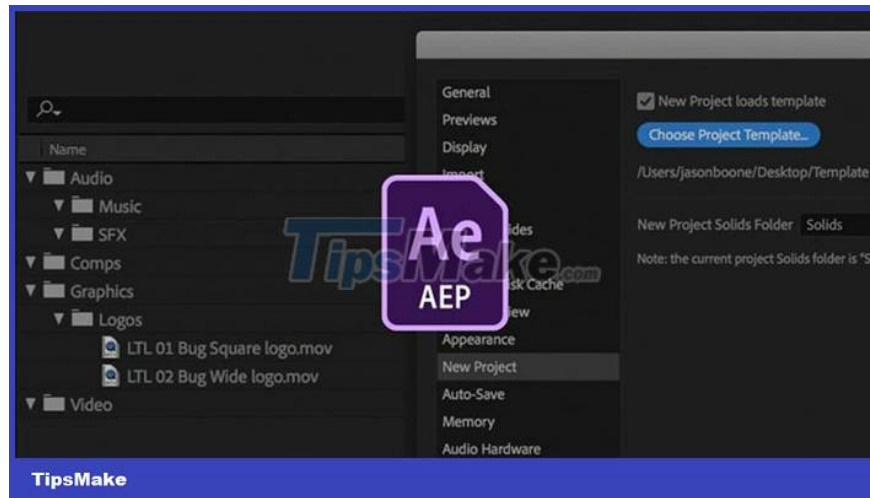 Name
Audio
Music
SFX
Comps
Graphics
Logos
LTL 01 Bug Square logo.mov
LTL 02 Bug Wide logo.mov
Video
General
Previews
Display
Import
Appearance
New Project
Auto-Save
Memory
Audio Hardware
New Project loads template
Choose Project Template...
/Users/jasonboone/Desktop/Template
New Project Solids Folder Solids
Note: the current project Solids folder is "S
Ae
AEP
TipsMake.com
TipsMake